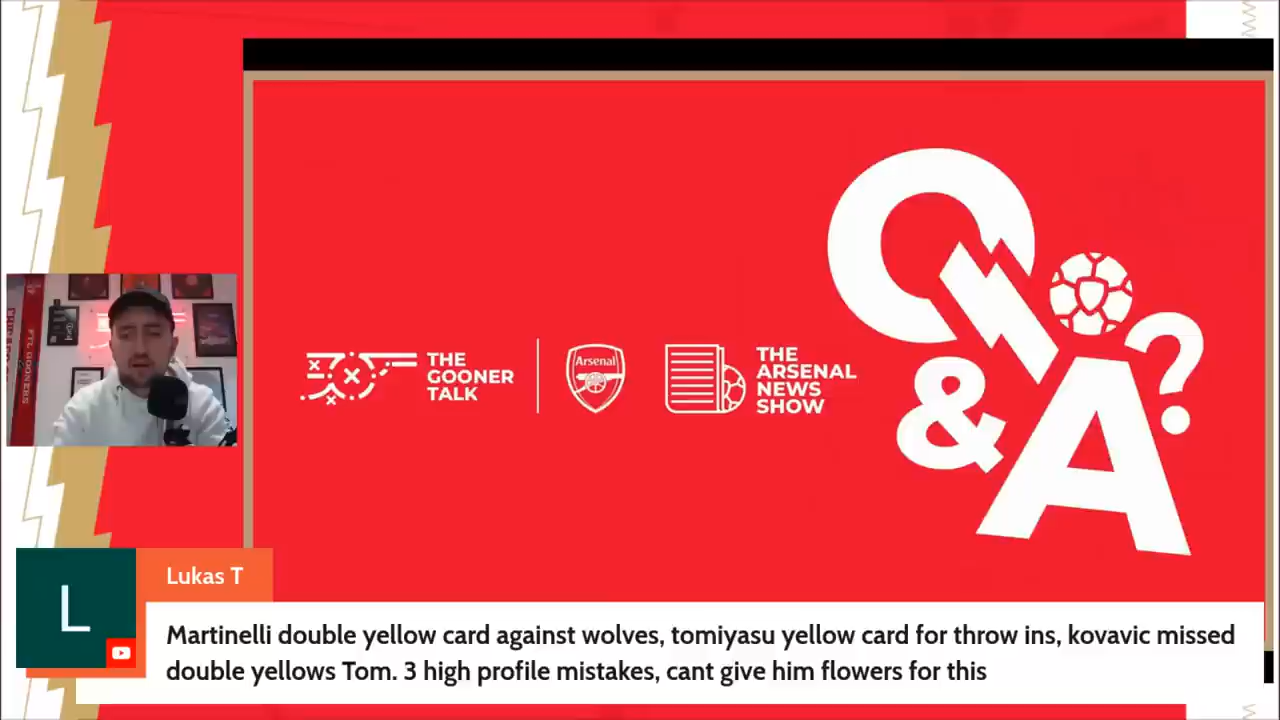 Q
&
A
?
THE
GOONER
TALK
Arsenal
THE
ARSENAL
NEWS
SHOW
L
Lukas T
Martinelli double yellow card against wolves, tomiyasu yellow card for throw ins, kovavic missed
double yellows Tom. 3 high profile mistakes, cant give him flowers for this